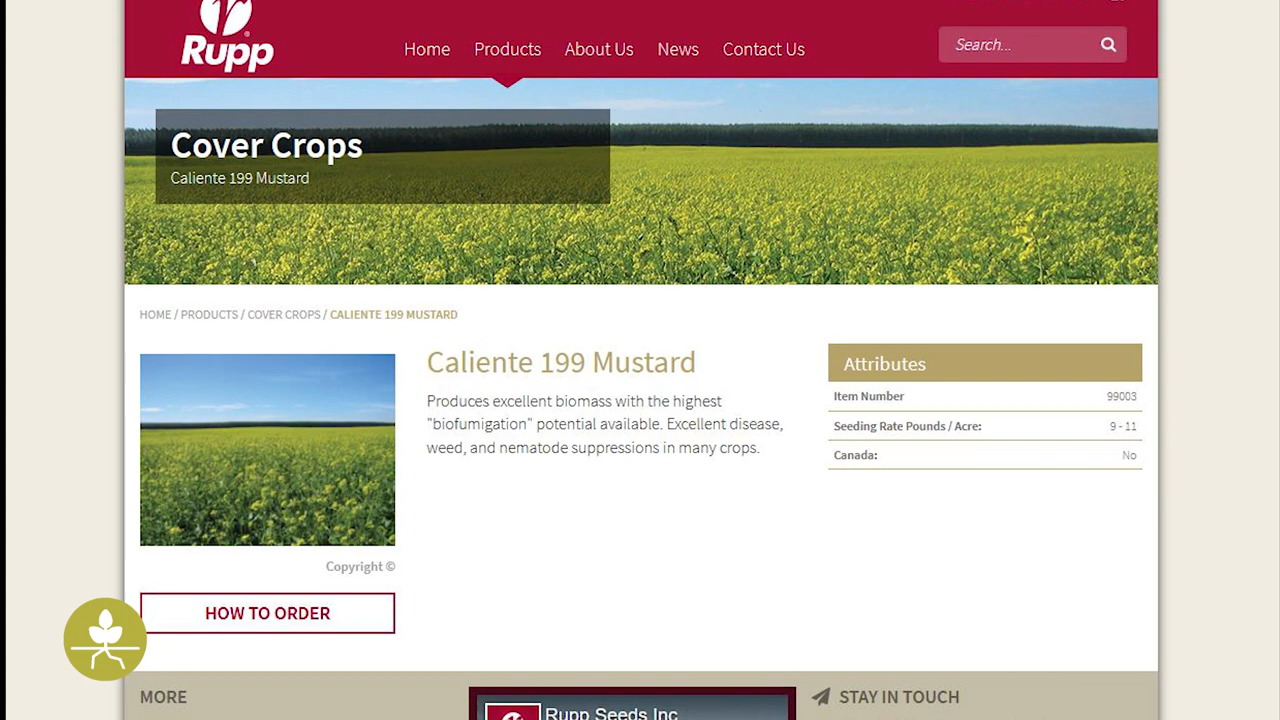 Rupp
Home Products About Us News Contact Us
Search...
Cover Crops
Caliente 199 Mustard
HOME / PRODUCTS / COVER CROPS / CALIENTE 199 MUSTARD
Caliente 199 Mustard
Produces excellent biomass with the highest
"biofumigation" potential available. Excellent disease,
weed, and nematode suppressions in many crops.
Attributes
Item Number 99003
Seeding Rate Pounds / Acre: 9 - 11
Canada: No
Copyright ©
HOW TO ORDER
MORE
Rupp Seeds Inc
STAY IN TOUCH